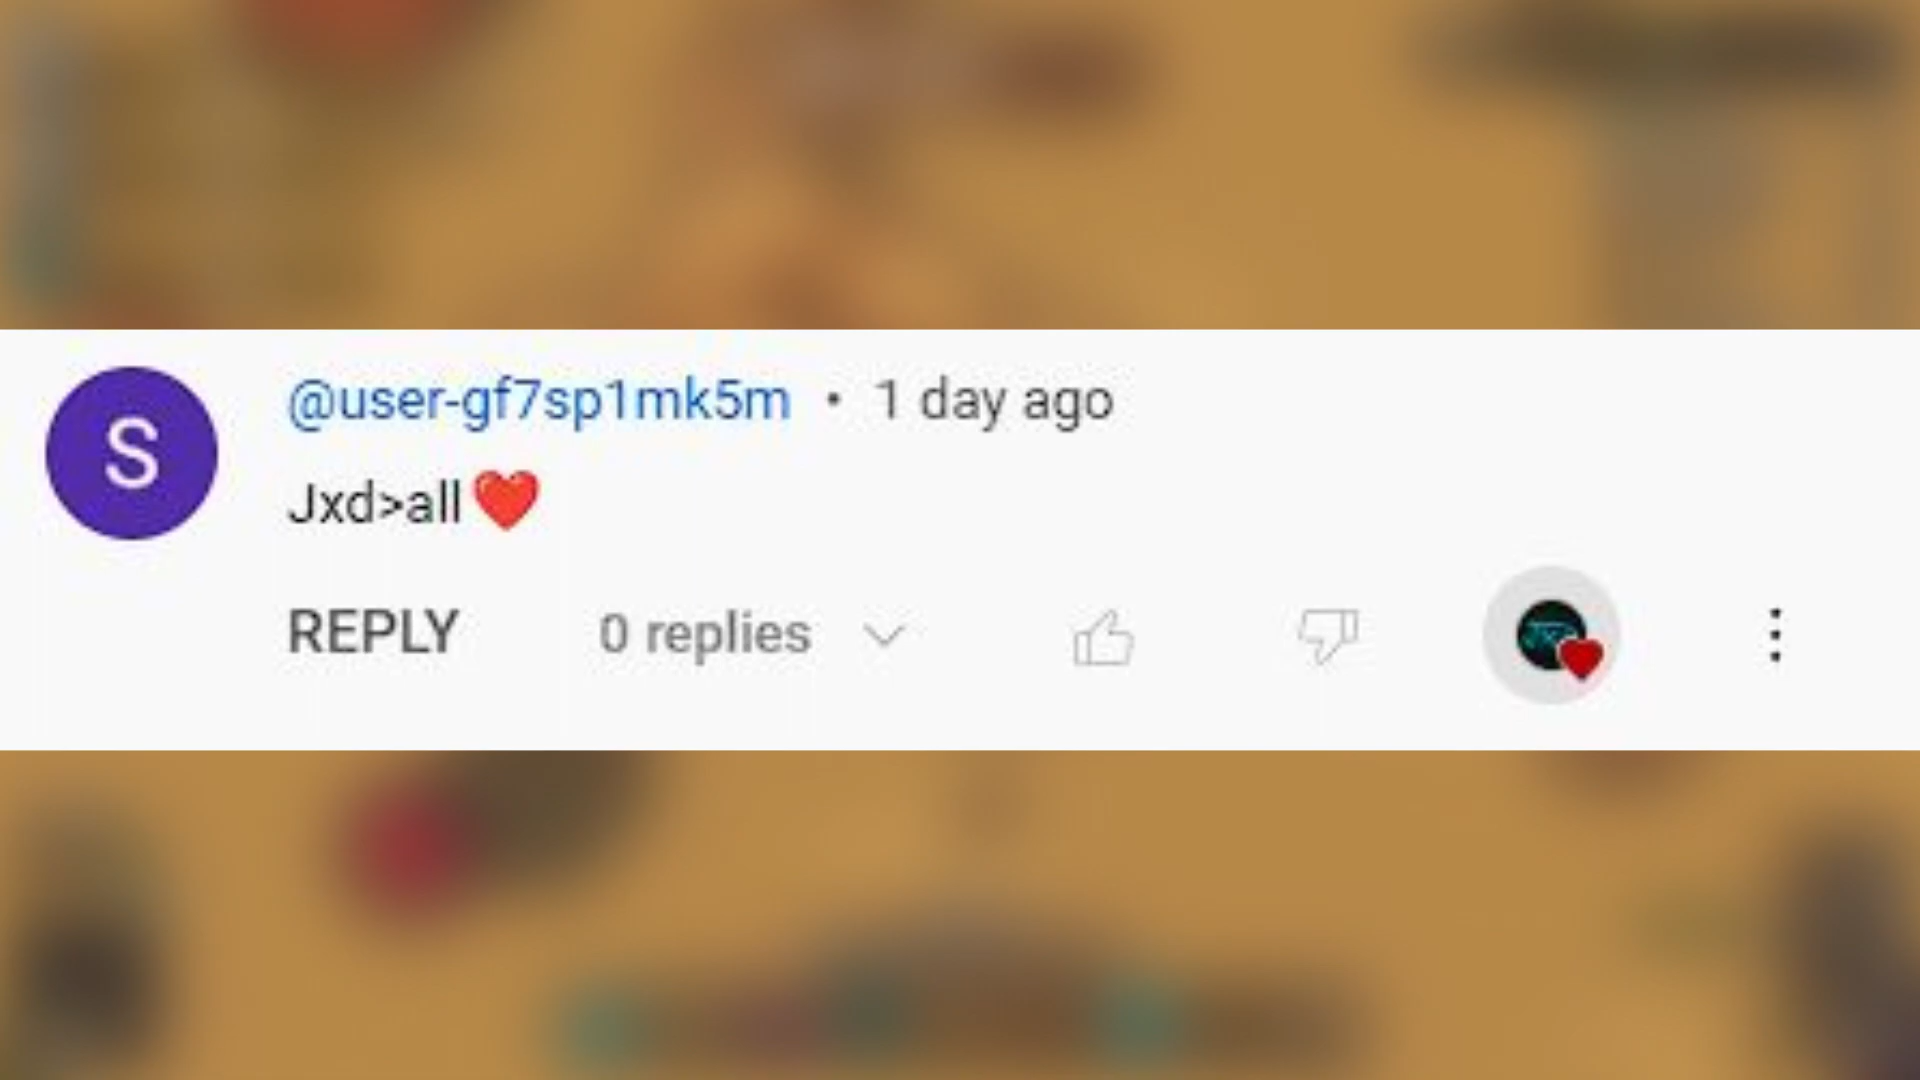 S
@user-gf7sp1mk5m • 1 day ago
Jxd>all❤️
REPLY 0 replies